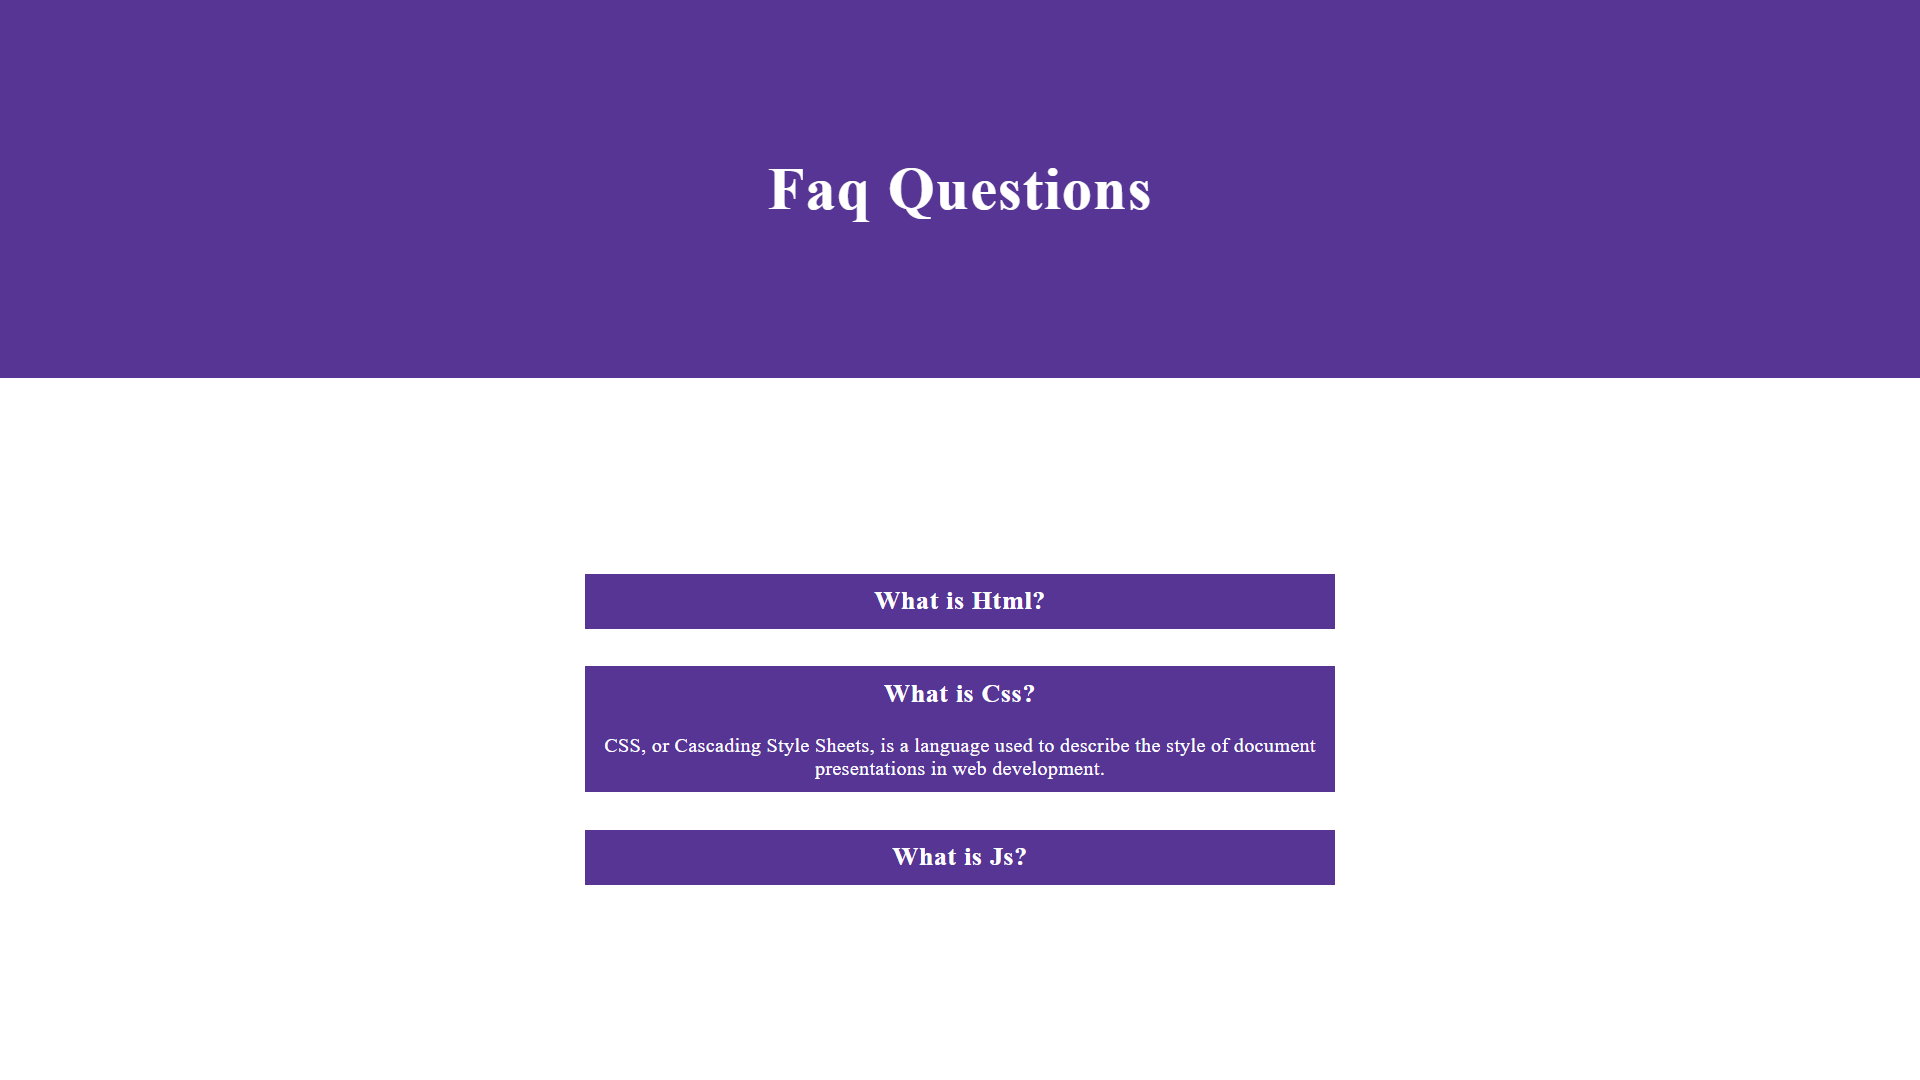 Faq Questions
What is Html?
What is Css?
CSS, or Cascading Style Sheets, is a language used to describe the style of document
presentations in web development.
What is Js?